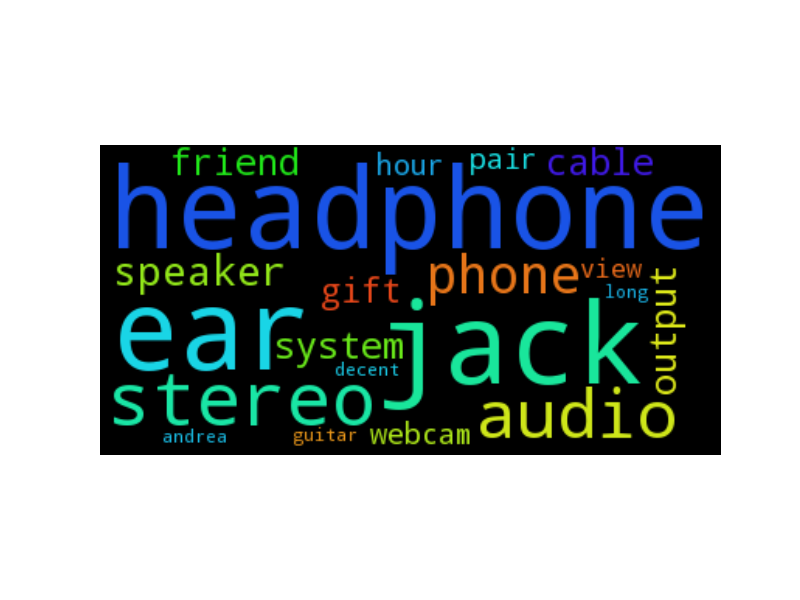 friend hour pair cable
headphone
speaker gift phone view
long
ear system jack output
decent
stereo audio
andrea guitar webcam